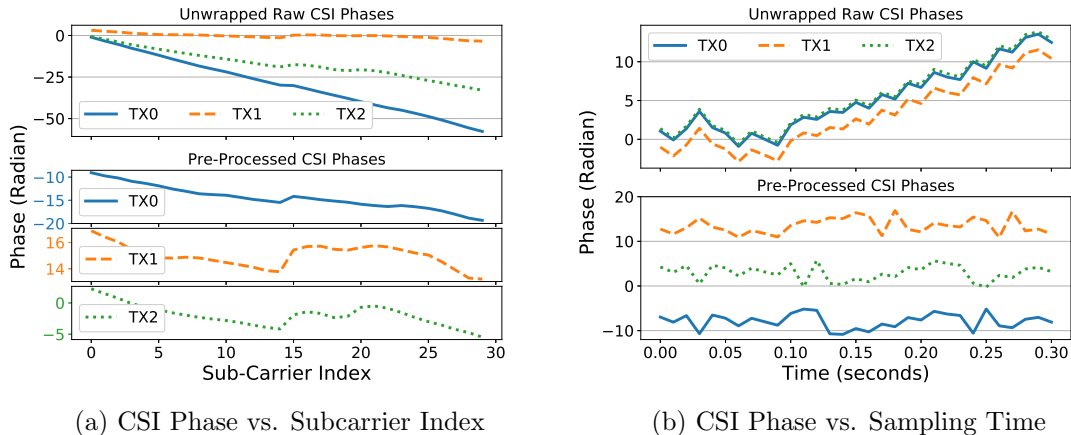 Unwrapped Raw CSI Phases
0
−25
−50
TX0 TX1 TX2
Pre-Processed CSI Phases
−10
−15
−20
TX0
16
14
TX1
0
−5
TX2
0 5 10 15 20 25 30
Sub-Carrier Index
Phase (Radian)
(a) CSI Phase vs. Subcarrier Index
Unwrapped Raw CSI Phases
TX0 TX1 TX2
10
5
0
Pre-Processed CSI Phases
20
10
0
−10
0.00 0.05 0.10 0.15 0.20 0.25 0.30
Time (seconds)
Phase (Radian)
(b) CSI Phase vs. Sampling Time